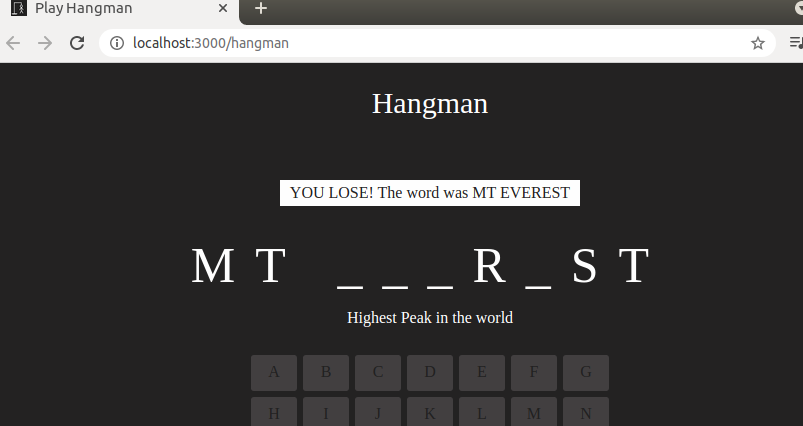 Play Hangman
localhost:3000/hangman
Hangman
YOU LOSE! The word was MT EVEREST
M T _ _ _ R _ S T
Highest Peak in the world
A B C D E F G
H I J K L M N